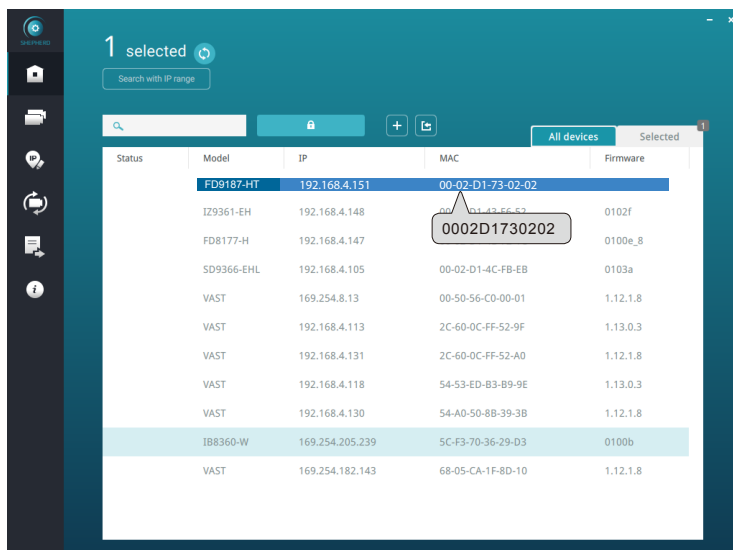 SHEPHERD
1 selected
Search with IP range
All devices Selected 1
Status Model IP MAC Firmware
FD9187-HT 192.168.4.151 00-02-D1-73-02-02
IZ9361-EH 192.168.4.148 0102f
0002D1730202
FD8177-H 192.168.4.147 0100e_8
SD9366-EHL 192.168.4.105 00-02-D1-4C-FB-EB 0103a
VAST 169.254.8.13 00-50-56-C0-00-01 1.12.1.8
VAST 192.168.4.113 2C-60-0C-FF-52-9F 1.13.0.3
VAST 192.168.4.131 2C-60-0C-FF-52-A0 1.12.1.8
VAST 192.168.4.118 54-53-ED-B3-B9-9E 1.13.0.3
VAST 192.168.4.130 54-A0-50-8B-39-3B 1.12.1.8
IB8360-W 169.254.205.239 5C-F3-70-36-29-D3 0100b
VAST 169.254.182.143 68-05-CA-1F-8D-10 1.12.1.8
IP
i